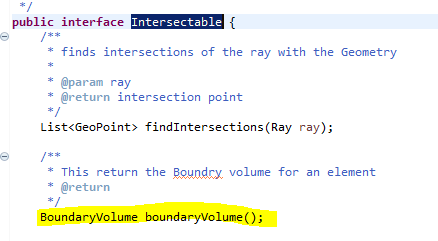 */
public interface Intersectable {
/**
* finds intersections of the ray with the Geometry
*
* @param ray
* @return intersection point
*/
List<GeoPoint> findIntersections(Ray ray);
/**
* This return the Boundry volume for an element
* @return
*/
BoundaryVolume boundaryVolume();